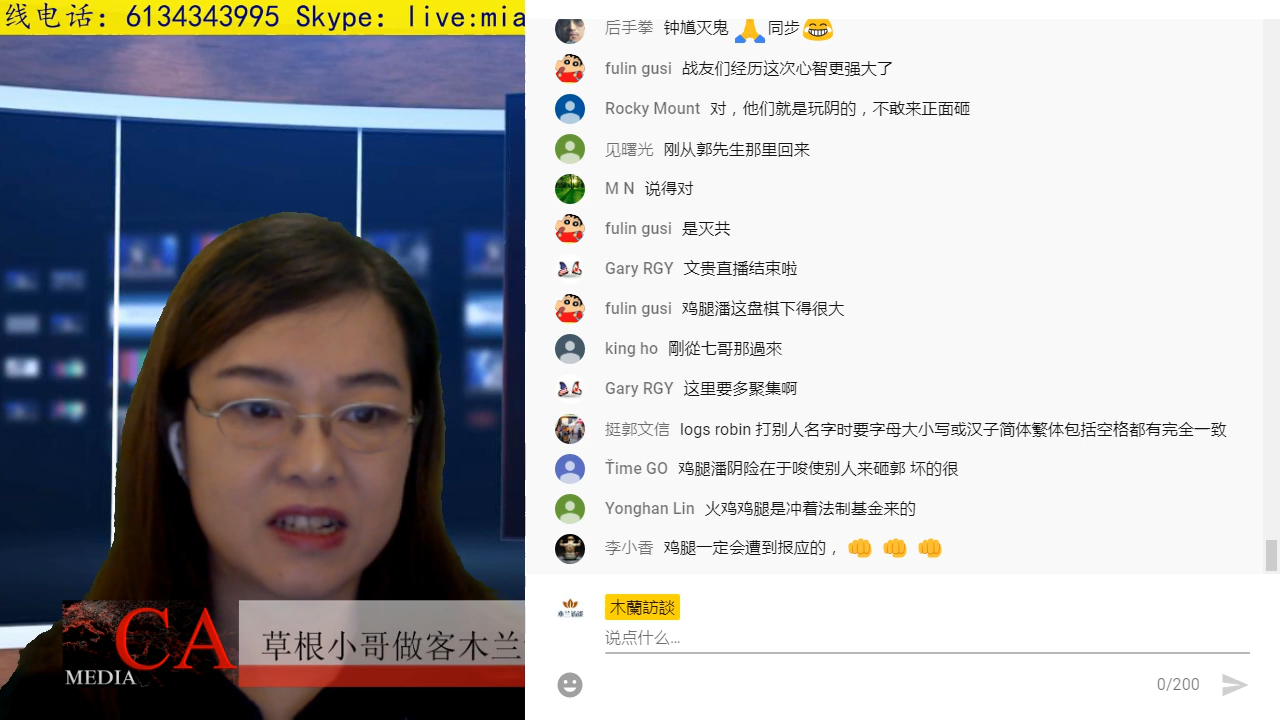 线电话：6134343995 Skype: live:mia
后手拳 钟馗灭鬼 🙏 同步 😂
fulin gusi 战友们经历这次心智更强大了
Rocky Mount 对，他们就是玩阴的，不敢来正面砸
见曙光 刚从郭先生那里回来
M N 说得对
fulin gusi 是灭共
Gary RGY 文贵直播结束啦
fulin gusi 鸡腿潘这盘棋下得很大
king ho 剛從七哥那過來
Gary RGY 这里要多聚集啊
挺郭文信 logs robin 打别人名字时要字母大小写或汉子简体繁体包括空格都有完全一致
Ťime GO 鸡腿潘阴险在于唆使别人来砸郭 坏的很
Yonghan Lin 火鸡鸡腿是冲着法制基金来的
李小香 鸡腿一定会遭到报应的，👊 👊 👊
木蘭訪談
说点什么...
0/200
CA
MEDIA
草根小哥做客木兰